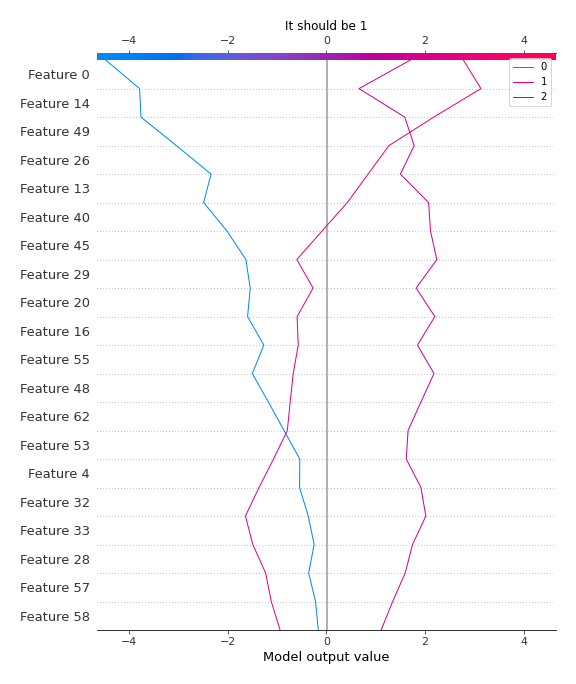 It should be 1
−4 −2 0 2 4
0
1
2
Feature 0
Feature 14
Feature 49
Feature 26
Feature 13
Feature 40
Feature 45
Feature 29
Feature 20
Feature 16
Feature 55
Feature 48
Feature 62
Feature 53
Feature 4
Feature 32
Feature 33
Feature 28
Feature 57
Feature 58
−4 −2 0 2 4
Model output value